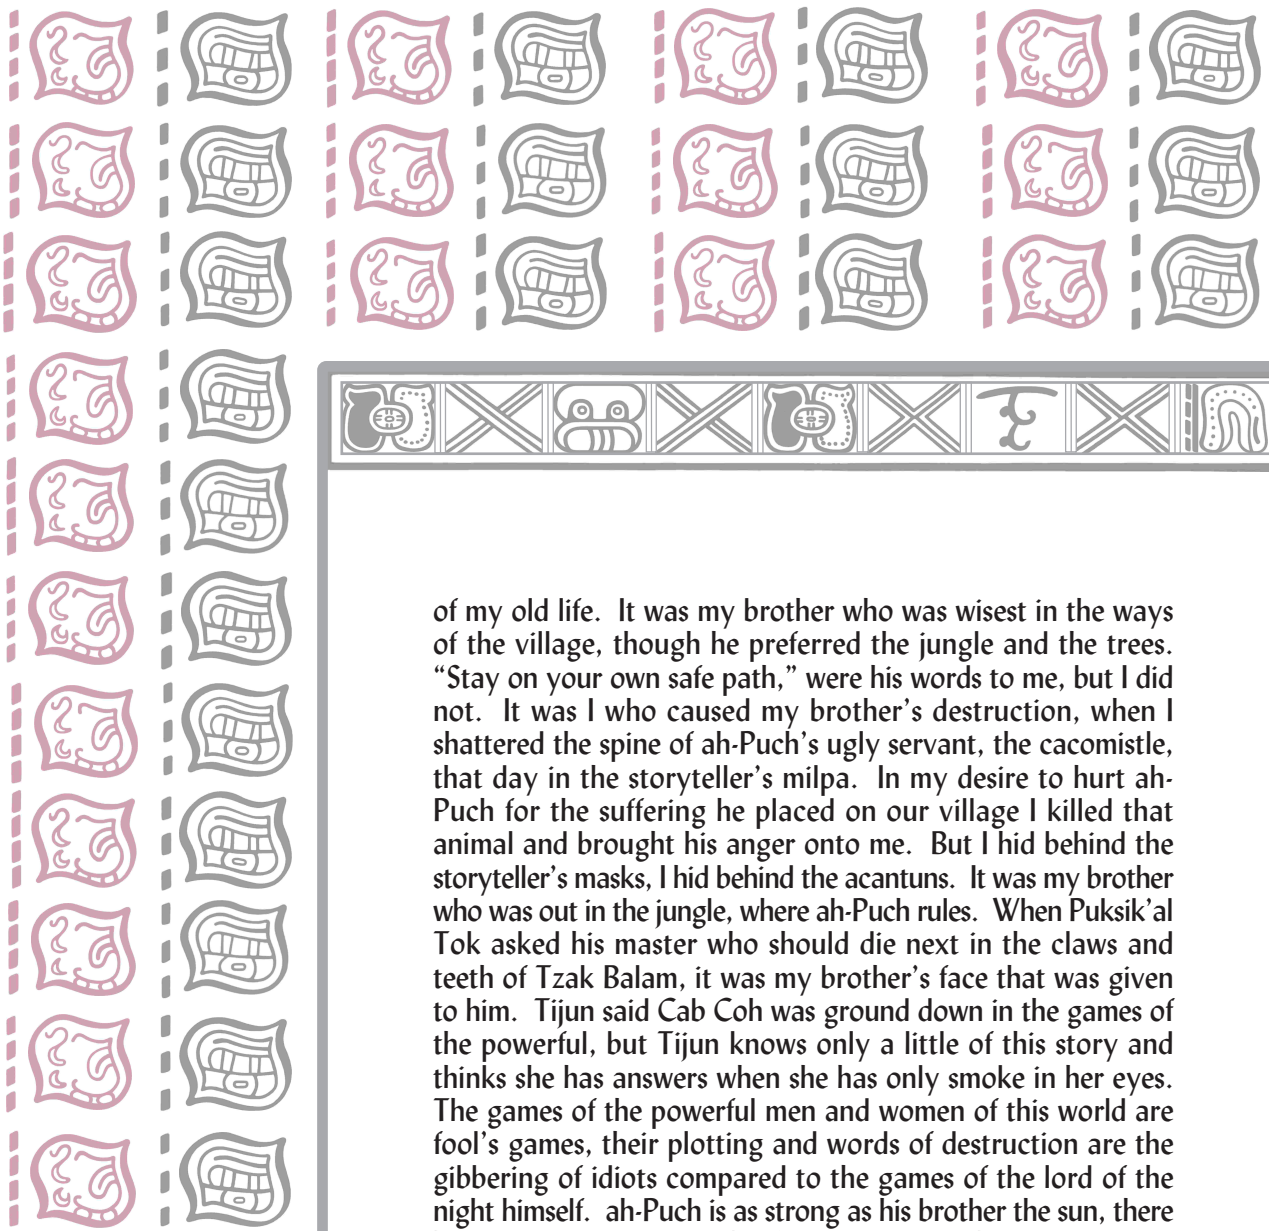 of my old life.  It was my brother who was wisest in the ways
of the village, though he preferred the jungle and the trees.
“Stay on your own safe path,” were his words to me, but I did
not.  It was I who caused my brother’s destruction, when I
shattered the spine of ah-Puch’s ugly servant, the cacomistle,
that day in the storyteller’s milpa.  In my desire to hurt ah-
Puch for the suffering he placed on our village I killed that
animal and brought his anger onto me.  But I hid behind the
storyteller’s masks, I hid behind the acantuns.  It was my brother
who was out in the jungle, where ah-Puch rules.  When Puksik’al
Tok asked his master who should die next in the claws and
teeth of Tzak Balam, it was my brother’s face that was given
to him.  Tijun said Cab Coh was ground down in the games of
the powerful, but Tijun knows only a little of this story and
thinks she has answers when she has only smoke in her eyes.
The games of the powerful men and women of this world are
fool’s games, their plotting and words of destruction are the
gibbering of idiots compared to the games of the lord of the
night himself.  ah-Puch is as strong as his brother the sun, there